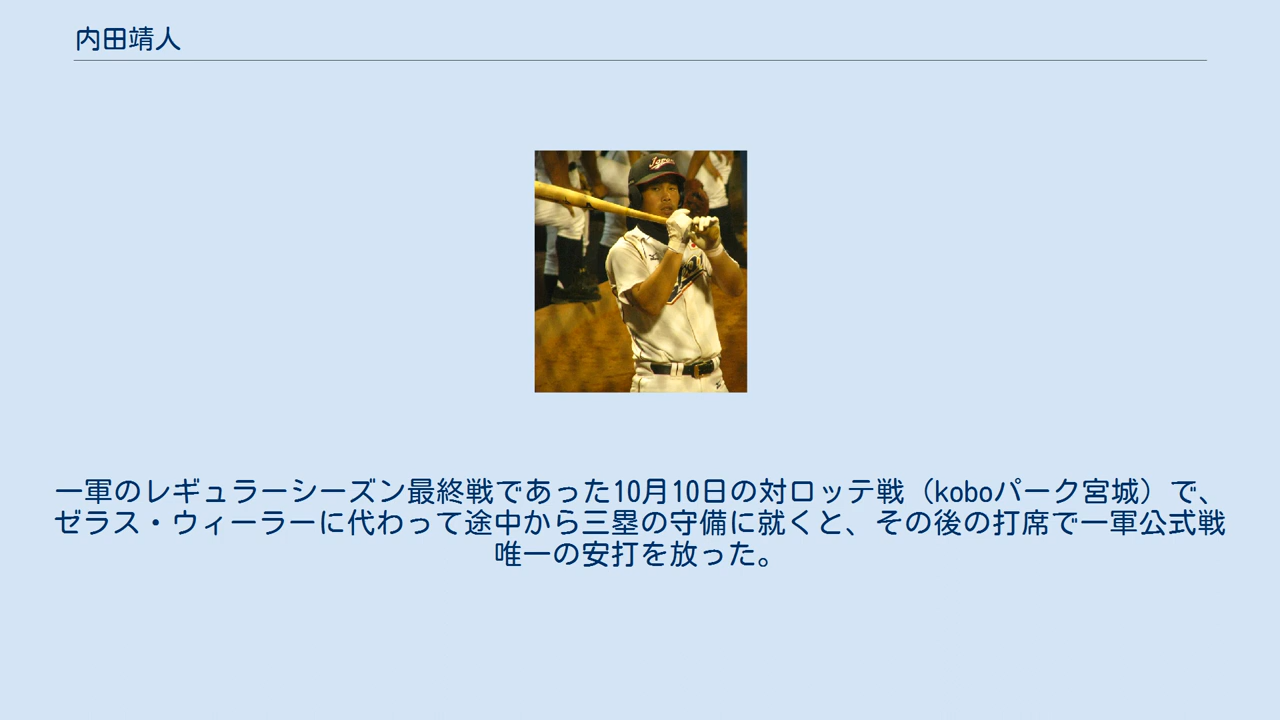 内田靖人
Japan
一軍のレギュラーシーズン最終戦であった10月10日の対ロッテ戦（koboパーク宮城）で、
ゼラス・ウィーラーに代わって途中から三塁の守備に就くと、その後の打席で一軍公式戦
唯一の安打を放った。